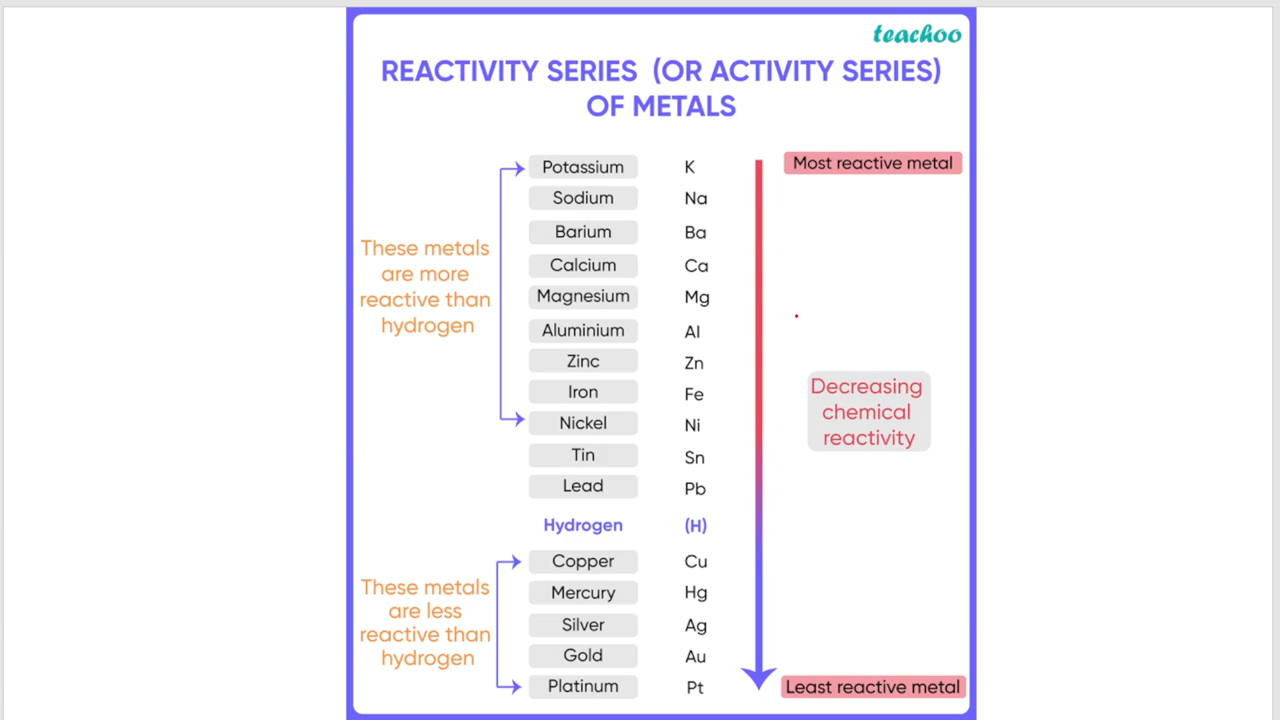 teachoo
REACTIVITY SERIES (OR ACTIVITY SERIES)
OF METALS
Most reactive metal
Potassium K
Sodium Na
Barium Ba
Calcium Ca
Magnesium Mg
Aluminium Al
Zinc Zn
Iron Fe
Nickel Ni
Tin Sn
Lead Pb
Hydrogen (H)
Copper Cu
Mercury Hg
Silver Ag
Gold Au
Platinum Pt
These metals
are more
reactive than
hydrogen
These metals
are less
reactive than
hydrogen
Decreasing
chemical
reactivity
Least reactive metal